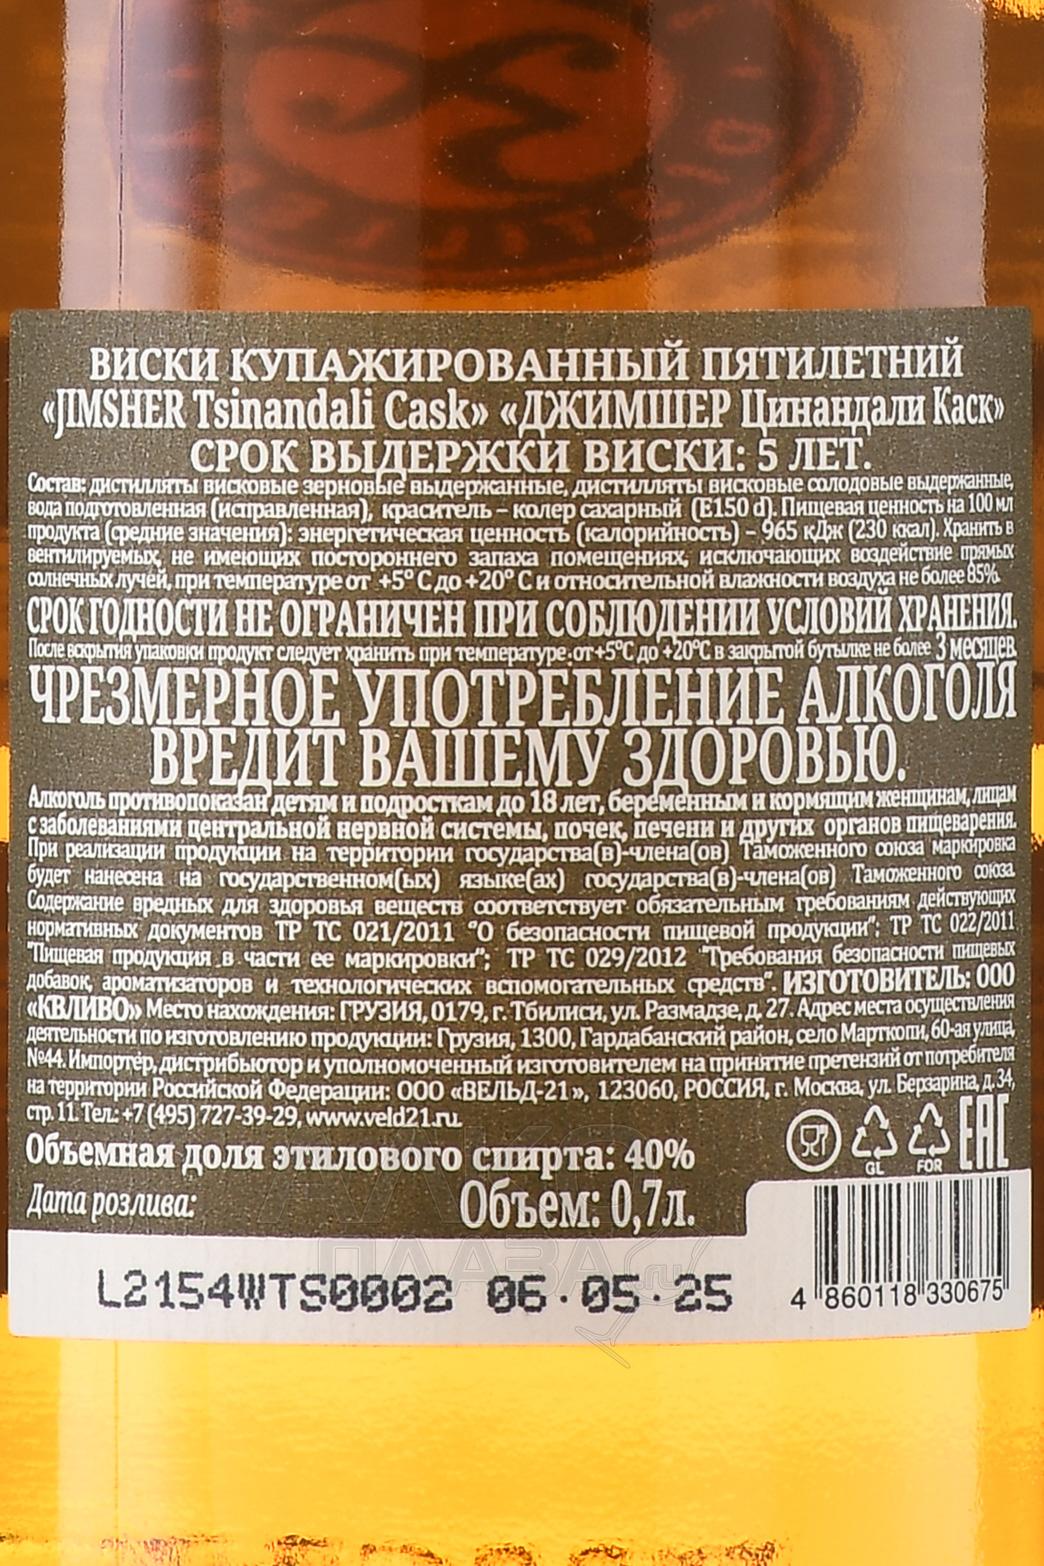 ВИСКИ КУПАЖИРОВАННЫЙ ПЯТИЛЕТНИЙ
«JIMSHER Tsinandali Cask» «ДЖИМШЕР Цинандали Каск»
СРОК ВЫДЕРЖКИ ВИСКИ: 5 ЛЕТ.
Состав: дистилляты висковые зерновые выдержанные, дистилляты висковые солодовые выдержанные,
вода подготовленная (исправленная), краситель – колер сахарный (Е150 d). Пищевая ценность на 100 мл
продукта (средние значения): энергетическая ценность (калорийность) – 965 кДж (230 ккал). Хранить в
вентилируемых, не имеющих постороннего запаха помещениях, исключающих воздействие прямых
солнечных лучей, при температуре от +5° С до +20° С и относительной влажности воздуха не более 85%.
СРОК ГОДНОСТИ НЕ ОГРАНИЧЕН ПРИ СОБЛЮДЕНИИ УСЛОВИЙ ХРАНЕНИЯ.
После вскрытия упаковки продукт следует хранить при температуре: от +5°С до +20°С в закрытой бутылке не более 3 месяцев.
ЧРЕЗМЕРНОЕ УПОТРЕБЛЕНИЕ АЛКОГОЛЯ
ВРЕДИТ ВАШЕМУ ЗДОРОВЬЮ.
Алкоголь противопоказан детям и подросткам до 18 лет, беременным и кормящим женщинам, лицам
с заболеваниями центральной нервной системы, почек, печени и других органов пищеварения.
При реализации продукции на территории государства(в)-члена(ов) Таможенного союза маркировка
будет нанесена на государственном(ых) языке(ах) государства(в)-члена(ов) Таможенного союза.
Содержание вредных для здоровья веществ соответствует обязательным требованиям действующих
нормативных документов ТР ТС 021/2011 "О безопасности пищевой продукции"; ТР ТС 022/2011
"Пищевая продукция в части ее маркировки"; ТР ТС 029/2012 "Требования безопасности пищевых
добавок, ароматизаторов и технологических вспомогательных средств". ИЗГОТОВИТЕЛЬ: ООО
«КВЛИВО» Место нахождения: ГРУЗИЯ, 0179, г. Тбилиси, ул. Размадзе, д. 27. Адрес места осуществления
деятельности по изготовлению продукции: Грузия, 1300, Гардабанский район, село Марткопи, 60-ая улица,
№44. Импортёр, дистрибьютор и уполномоченный изготовителем на принятие претензий от потребителя
на территории Российской Федерации: ООО «ВЕЛЬД-21», 123060, РОССИЯ, г. Москва, ул. Берзарина, д. 34,
стр. 11. Тел.: +7 (495) 727-39-29, www.veld21.ru.
GL FOR EAC
Объемная доля этилового спирта: 40%
Дата розлива: Объем: 0,7л.
L2154WTS0002 06.05.25
4 860118 330675
АЛКО
ПЛАЗА
.ru